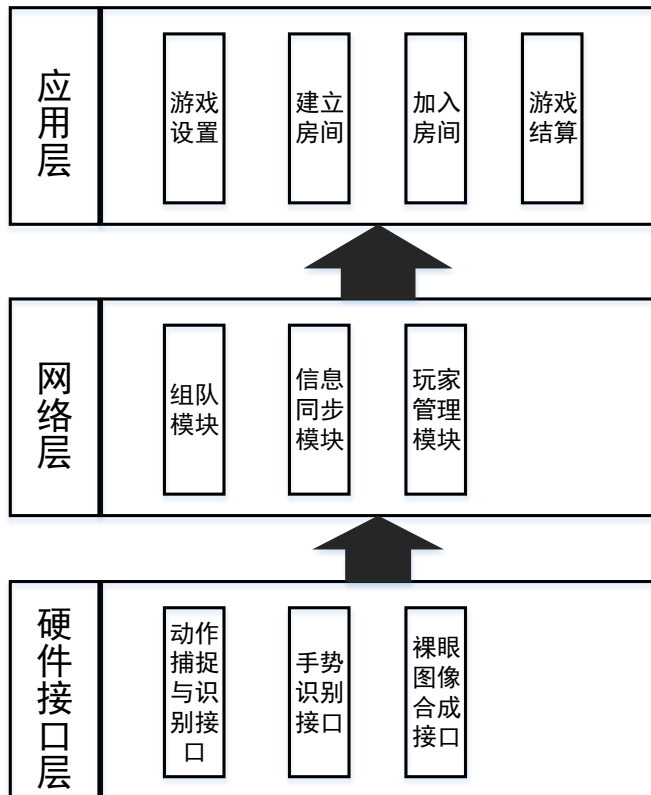 应用层
游戏
设置
建立
房间
加入
房间
游戏
结算
网络层
组队
模块
信息
同步
模块
玩家
管理
模块
硬件接口层
动作
捕捉
与识
别接
口
手势
识别
接口
裸眼
图像
合成
接口